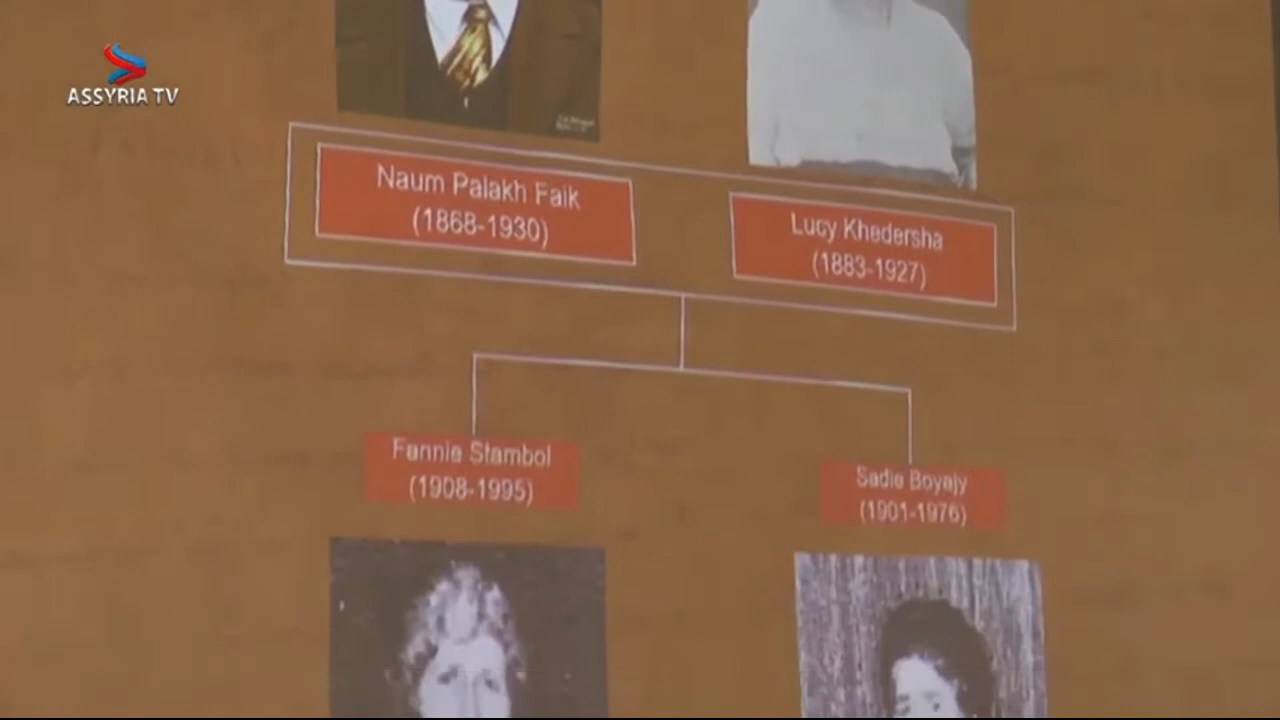 ASSYRIA TV
Naum Palakh Faik
(1868-1930)
Lucy Khedersha
(1883-1927)
Fannie Stambol
(1908-1995)
Sadie Boyajy
(1901-1976)